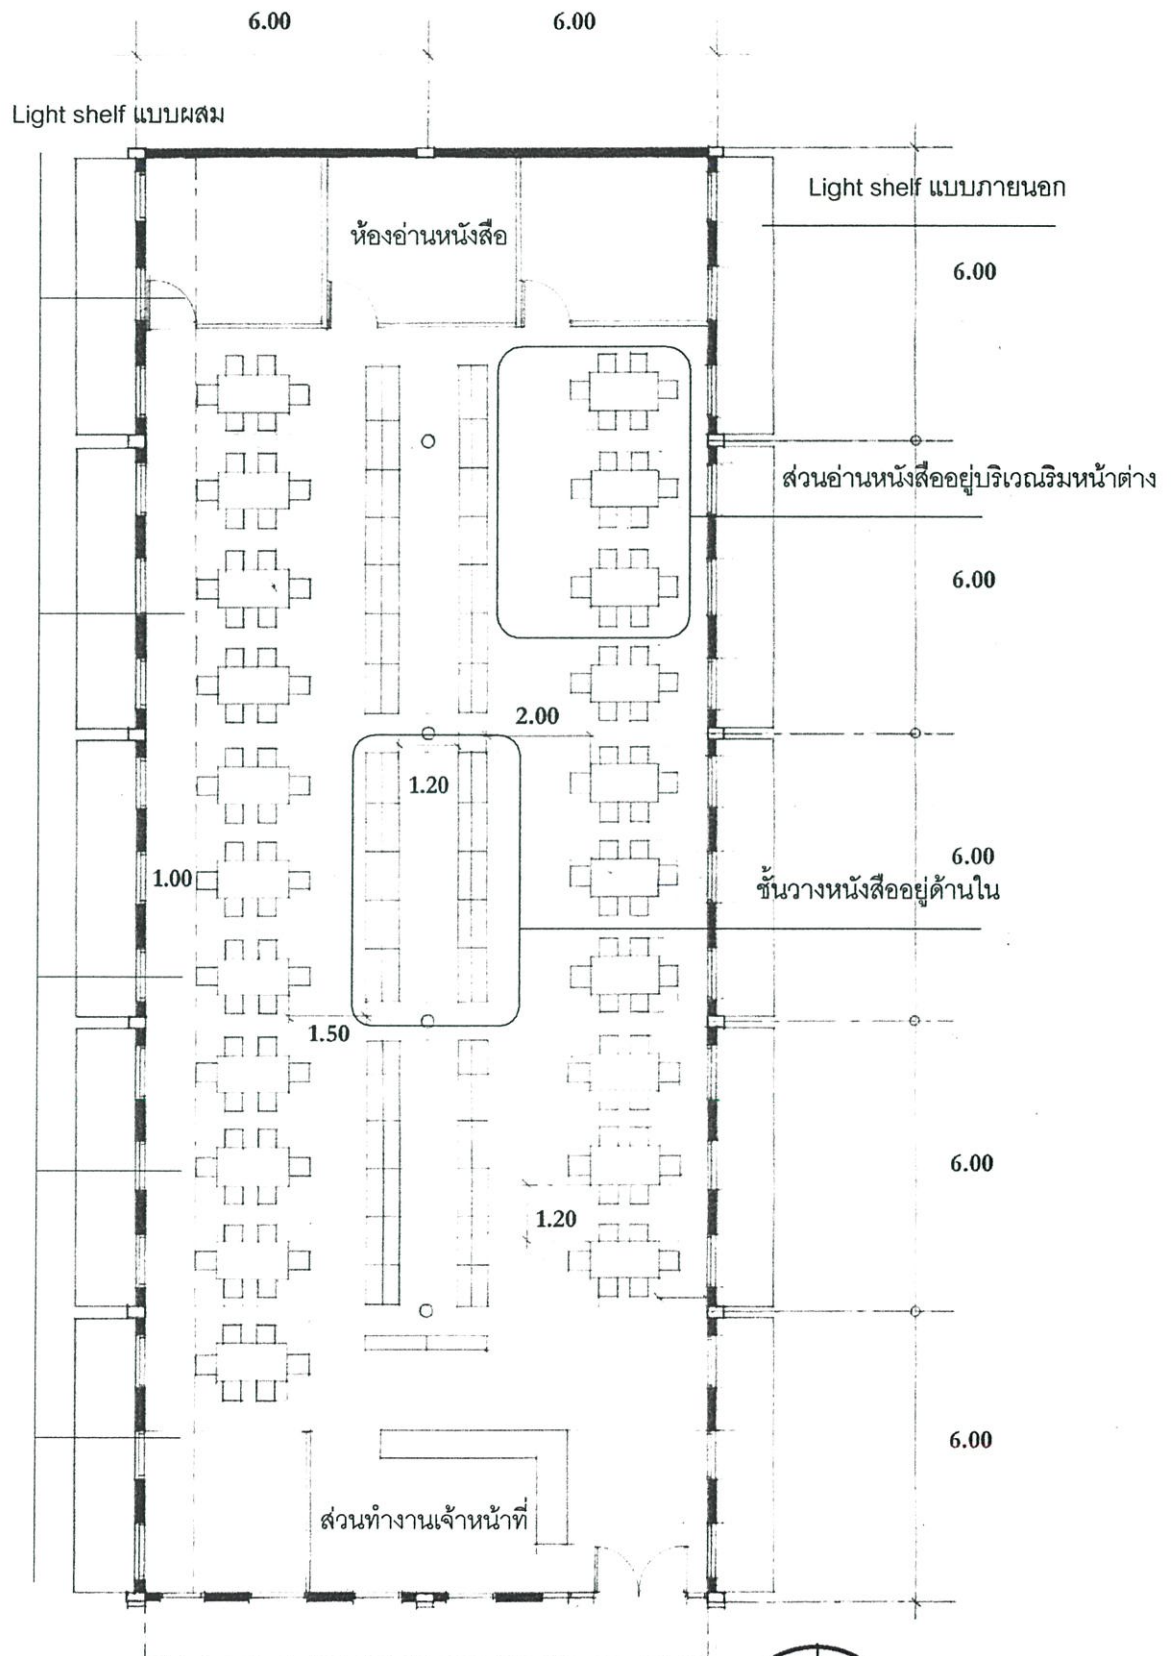 6.00
6.00
Light shelf แบบผสม
Light shelf แบบภายนอก
ห้องอ่านหนังสือ
6.00
ส่วนอ่านหนังสืออยู่บริเวณริมหน้าต่าง
6.00
2.00
1.20
6.00
1.00
ชั้นวางหนังสืออยู่ด้านใน
1.50
6.00
1.20
6.00
ส่วนทำงานเจ้าหน้าที่